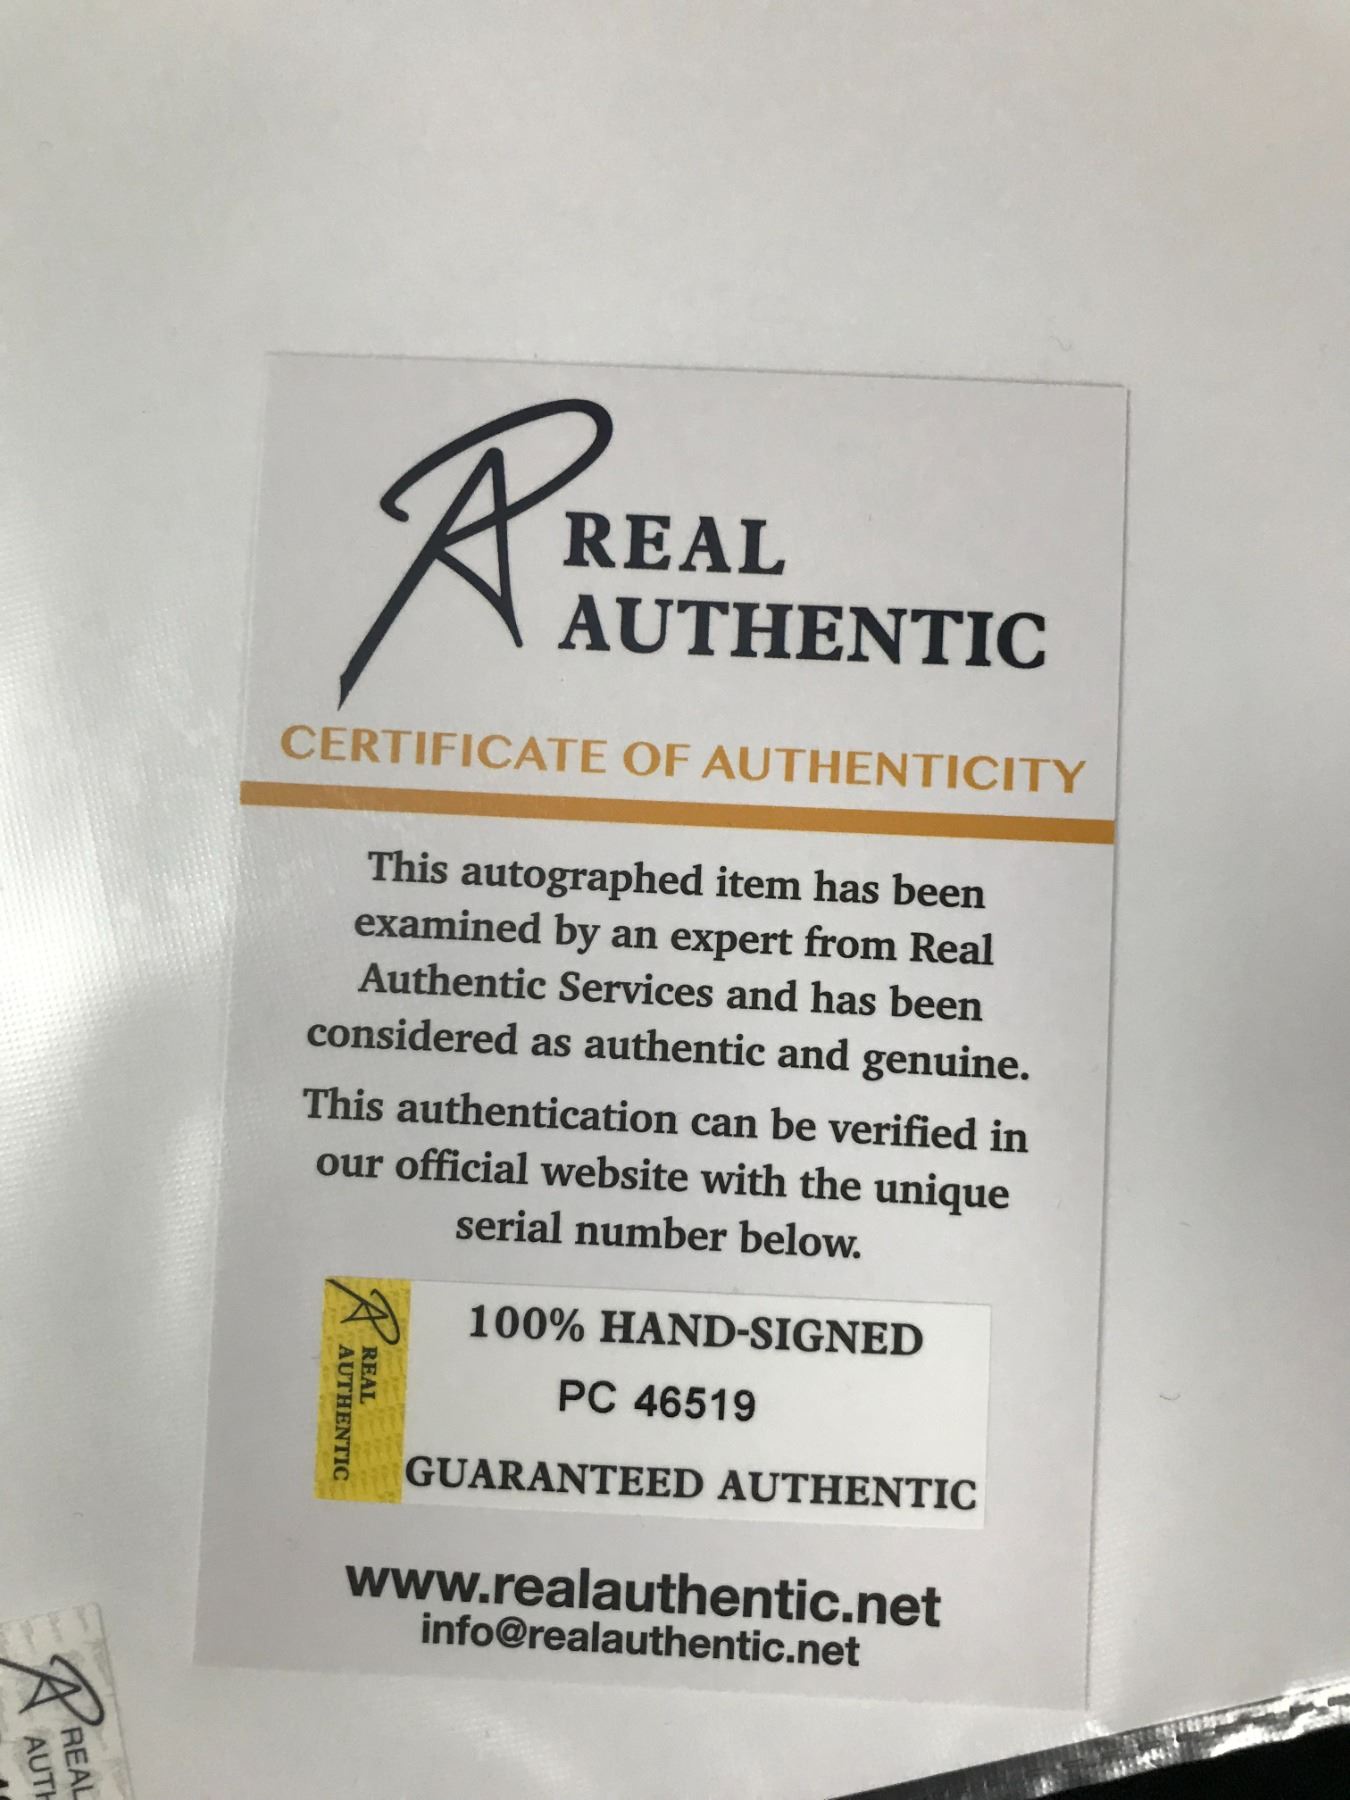 REAL
AUTHENTIC
CERTIFICATE OF AUTHENTICITY
This autographed item has been
examined by an expert from Real
Authentic Services and has been
considered as authentic and genuine.
This authentication can be verified in
our official website with the unique
serial number below.
REAL
AUTHENTIC
100% HAND-SIGNED
PC 46519
GUARANTEED AUTHENTIC
www.realauthentic.net
info@realauthentic.net
REAL